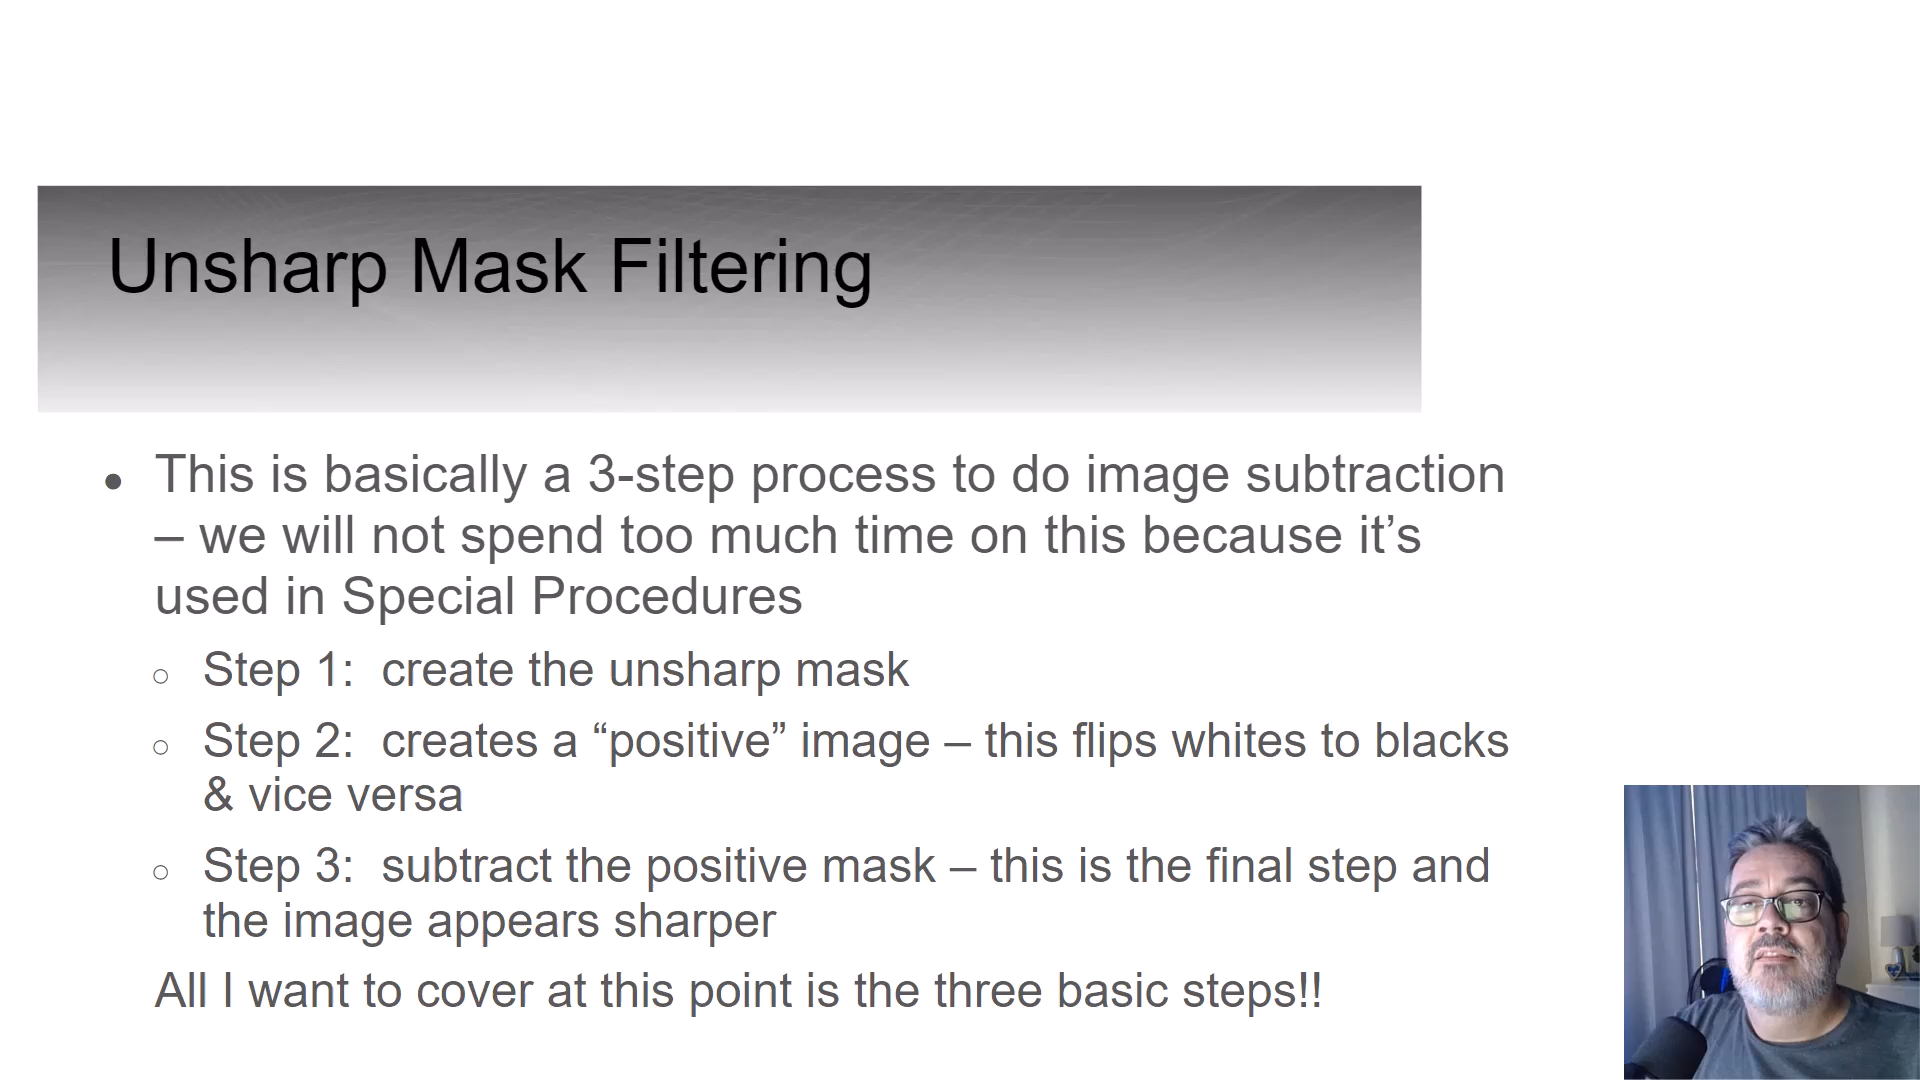 Unsharp Mask Filtering
● This is basically a 3-step process to do image subtraction
– we will not spend too much time on this because it’s
used in Special Procedures
○ Step 1:  create the unsharp mask
○ Step 2:  creates a “positive” image – this flips whites to blacks
& vice versa
○ Step 3:  subtract the positive mask – this is the final step and
the image appears sharper
All I want to cover at this point is the three basic steps!!